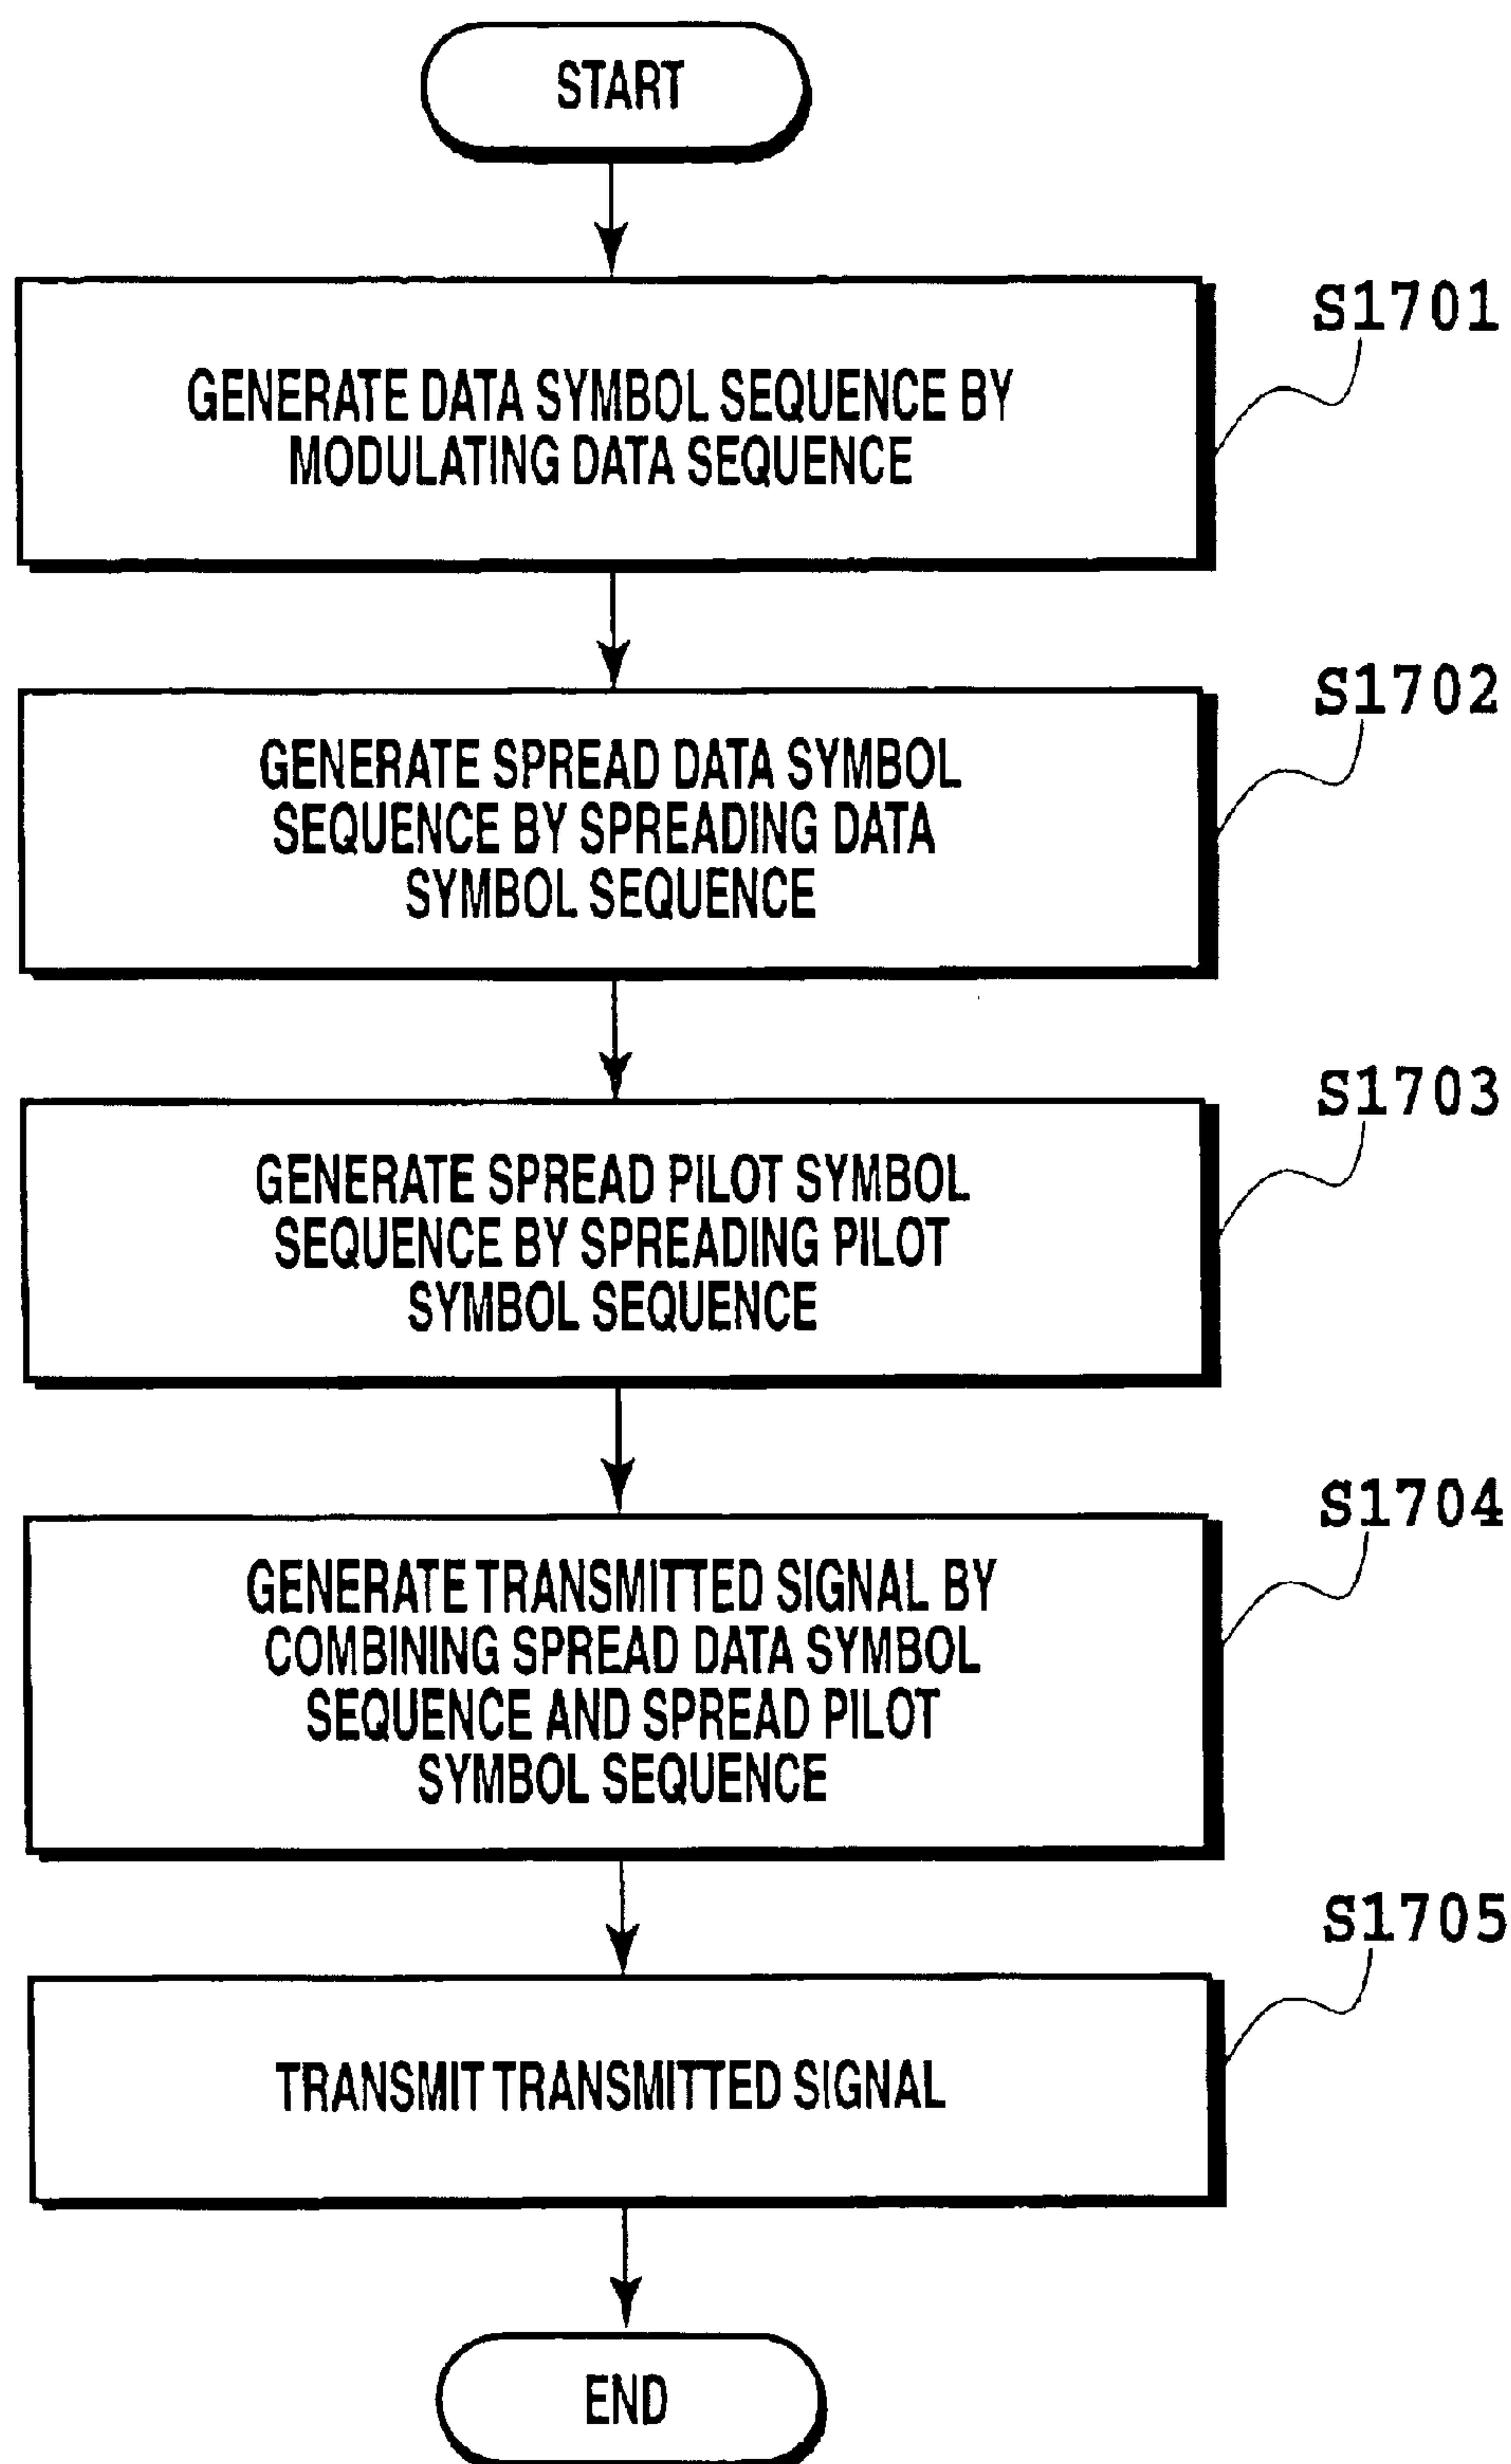 START
S1701
GENERATE DATA SYMBOL SEQUENCE BY
MODULATING DATA SEQUENCE
S1702
GENERATE SPREAD DATA SYMBOL
SEQUENCE BY SPREADING DATA
SYMBOL SEQUENCE
S1703
GENERATE SPREAD PILOT SYMBOL
SEQUENCE BY SPREADING PILOT
SYMBOL SEQUENCE
S1704
GENERATE TRANSMITTED SIGNAL BY
COMBINING SPREAD DATA SYMBOL
SEQUENCE AND SPREAD PILOT
SYMBOL SEQUENCE
S1705
TRANSMIT TRANSMITTED SIGNAL
END